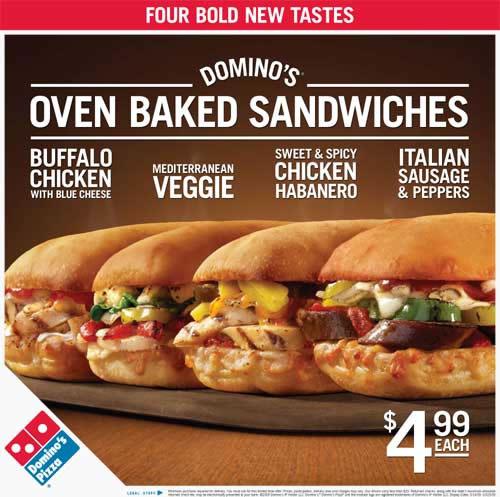 FOUR BOLD NEW TASTES
DOMINO'S®
OVEN BAKED SANDWICHES
BUFFALO
CHICKEN
WITH BLUE CHEESE
MEDITERRANEAN
VEGGIE
SWEET & SPICY
CHICKEN
HABANERO
ITALIAN
SAUSAGE
& PEPPERS
$4.99
EACH
Domino's
Pizza
LEGAL STUFF